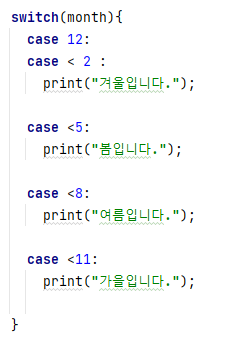 switch(month){
case 12:
case < 2 :
print("겨울입니다.");
case <5:
print("봄입니다.");
case <8:
print("여름입니다.");
case <11:
print("가을입니다.");
}